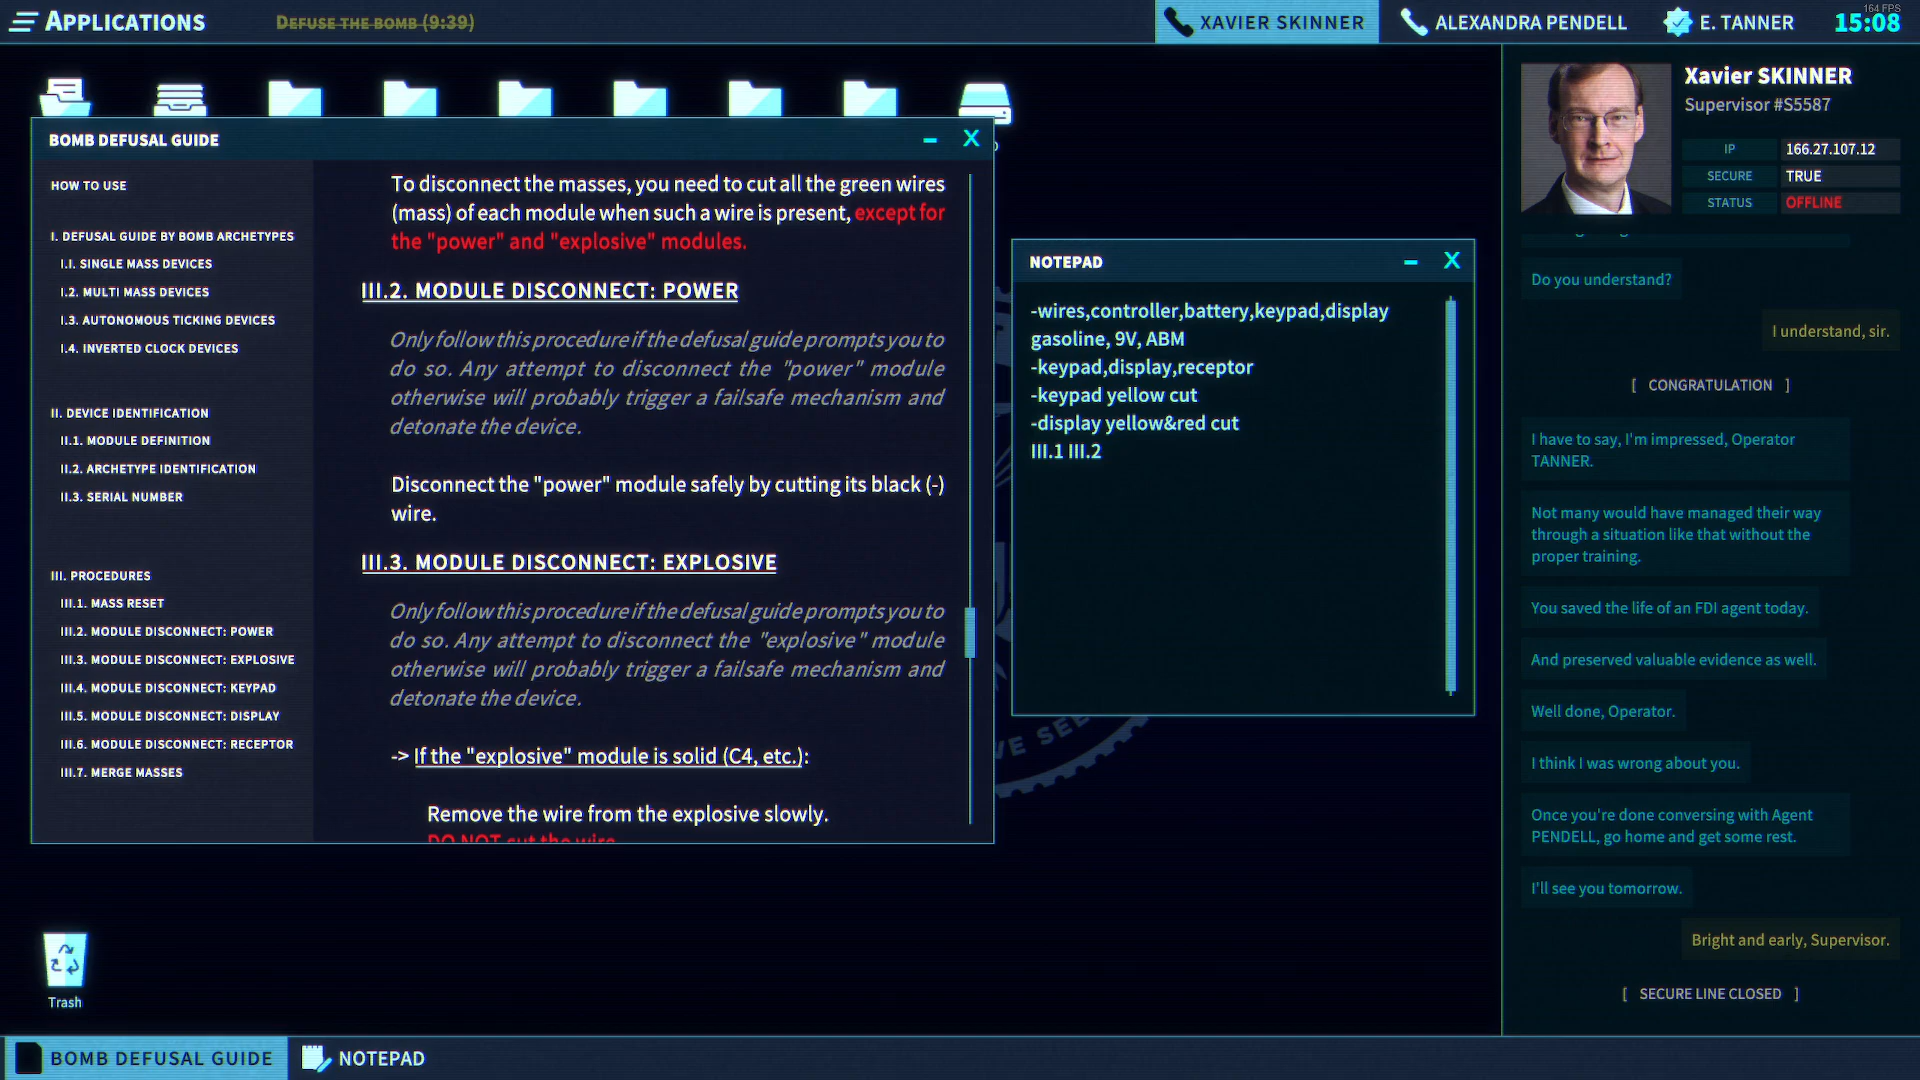 APPLICATIONS
DEFUSE THE BOMB (9:39)
XAVIER SKINNER
ALEXANDRA PENDELL
E. TANNER
164 FPS
15:08
BOMB DEFUSAL GUIDE
HOW TO USE
I. DEFUSAL GUIDE BY BOMB ARCHETYPES
I.I. SINGLE MASS DEVICES
I.2. MULTI MASS DEVICES
I.3. AUTONOMOUS TICKING DEVICES
I.4. INVERTED CLOCK DEVICES
II. DEVICE IDENTIFICATION
II.1. MODULE DEFINITION
II.2. ARCHETYPE IDENTIFICATION
II.3. SERIAL NUMBER
III. PROCEDURES
III.1. MASS RESET
III.2. MODULE DISCONNECT: POWER
III.3. MODULE DISCONNECT: EXPLOSIVE
III.4. MODULE DISCONNECT: KEYPAD
III.5. MODULE DISCONNECT: DISPLAY
III.6. MODULE DISCONNECT: RECEPTOR
III.7. MERGE MASSES
To disconnect the masses, you need to cut all the green wires
(mass) of each module when such a wire is present, except for
the "power" and "explosive" modules.
III.2. MODULE DISCONNECT: POWER
Only follow this procedure if the defusal guide prompts you to
do so. Any attempt to disconnect the "power" module
otherwise will probably trigger a failsafe mechanism and
detonate the device.
Disconnect the "power" module safely by cutting its black (-)
wire.
III.3. MODULE DISCONNECT: EXPLOSIVE
Only follow this procedure if the defusal guide prompts you to
do so. Any attempt to disconnect the "explosive" module
otherwise will probably trigger a failsafe mechanism and
detonate the device.
-> If the "explosive" module is solid (C4, etc.):
Remove the wire from the explosive slowly.
DO NOT cut the wire
NOTEPAD
-wires,controller,battery,keypad,display
gasoline, 9V, ABM
-keypad,display,receptor
-keypad yellow cut
-display yellow&red cut
III.1 III.2
Xavier SKINNER
Supervisor #S5587
IP 166.27.107.12
SECURE TRUE
STATUS OFFLINE
Do you understand?
I understand, sir.
[ CONGRATULATION ]
I have to say, I'm impressed, Operator
TANNER.
Not many would have managed their way
through a situation like that without the
proper training.
You saved the life of an FDI agent today.
And preserved valuable evidence as well.
Well done, Operator.
I think I was wrong about you.
Once you're done conversing with Agent
PENDELL, go home and get some rest.
I'll see you tomorrow.
Bright and early, Supervisor.
[ SECURE LINE CLOSED ]
Trash
BOMB DEFUSAL GUIDE
NOTEPAD